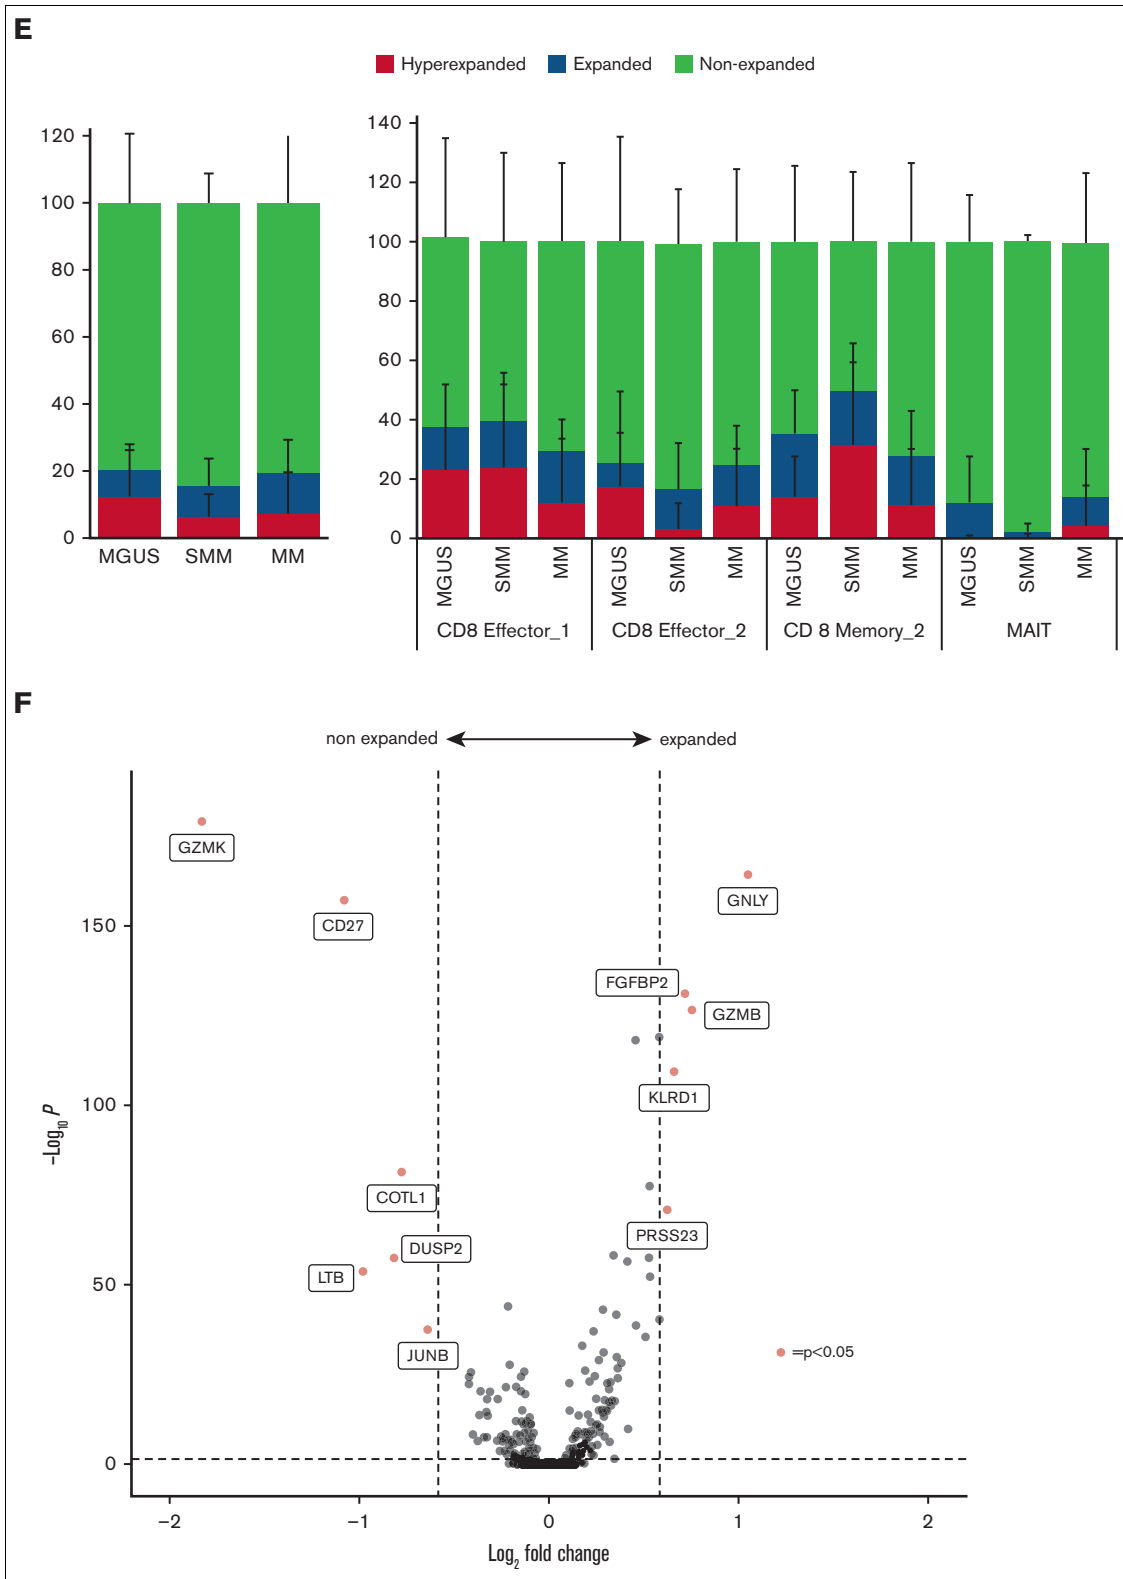 E
Hyperexpanded Expanded Non-expanded
120
100
80
60
40
20
0
MGUS SMM MM
140
120
100
80
60
40
20
0
MGUS SMM MM MGUS SMM MM MGUS SMM MM MGUS SMM MM
CD8 Effector_1 CD8 Effector_2 CD 8 Memory_2 MAIT
F
non expanded expanded
GZMK
GNLY
CD27
FGFBP2
GZMB
KLRD1
COTL1
PRSS23
DUSP2
LTB
JUNB
=p<0.05
150
100
50
0
−Log₁₀ P
−2 −1 0 1 2
Log₂ fold change